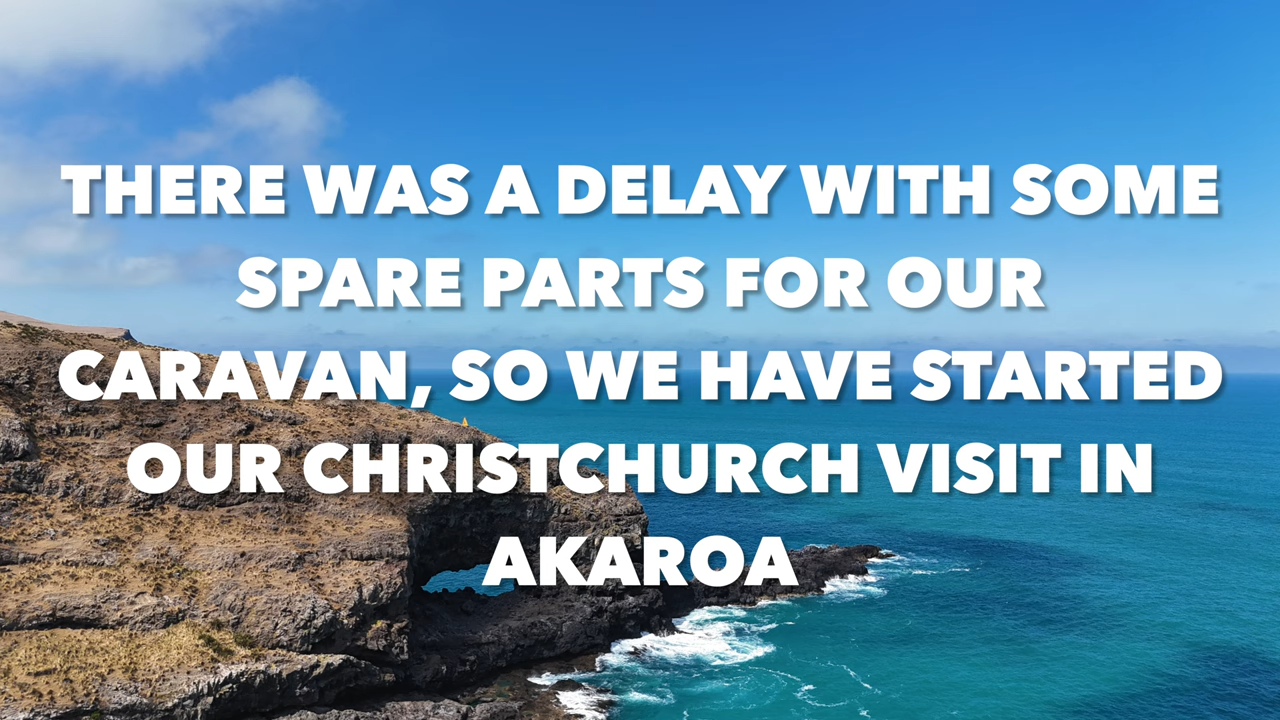 THERE WAS A DELAY WITH SOME
SPARE PARTS FOR OUR
CARAVAN, SO WE HAVE STARTED
OUR CHRISTCHURCH VISIT IN
AKAROA